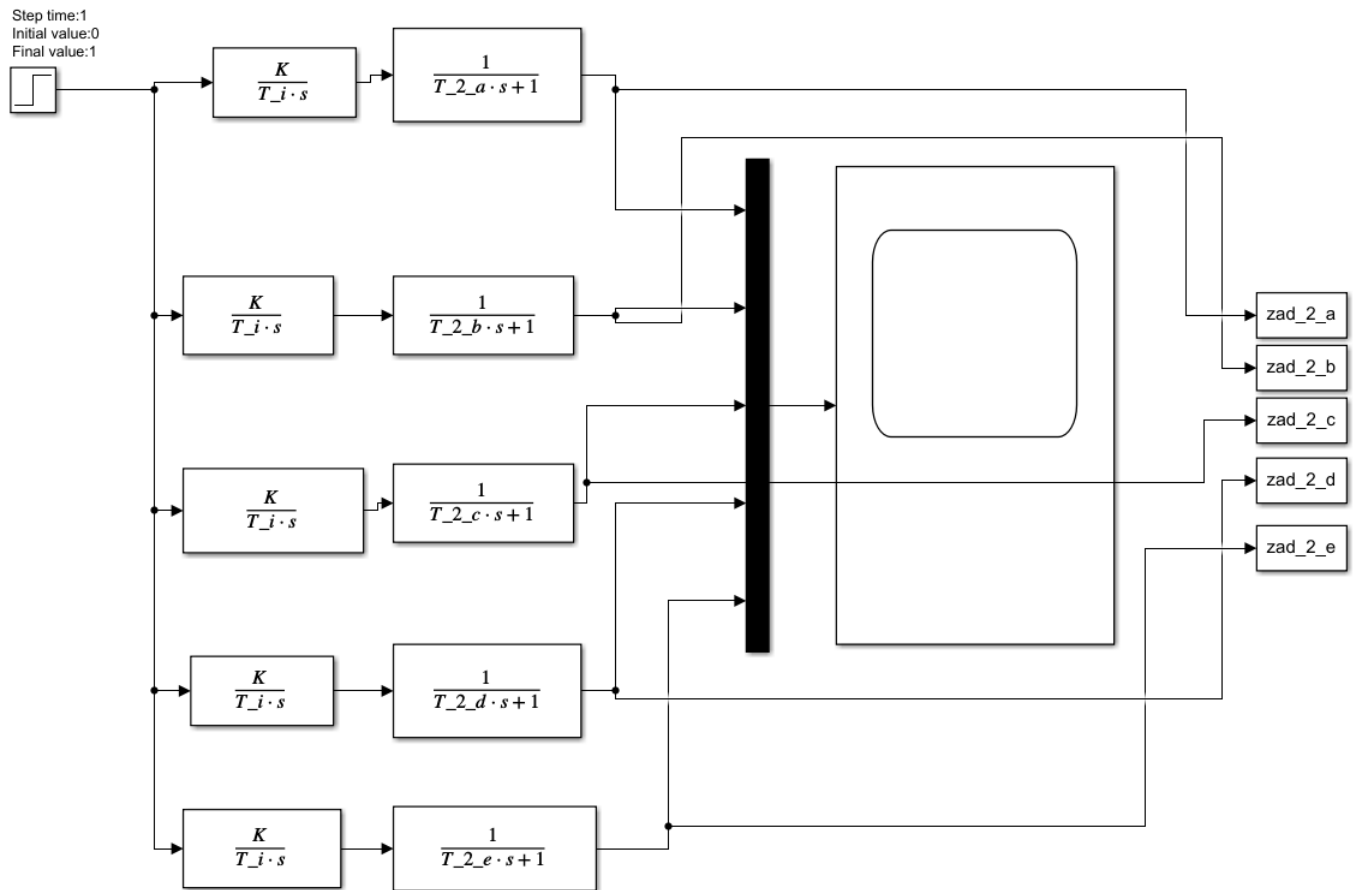 Step time:1
Initial value:0
Final value:1
K
T_i · s
1
T_2_a · s + 1
K
T_i · s
1
T_2_b · s + 1
K
T_i · s
1
T_2_c · s + 1
K
T_i · s
1
T_2_d · s + 1
K
T_i · s
1
T_2_e · s + 1
zad_2_a
zad_2_b
zad_2_c
zad_2_d
zad_2_e